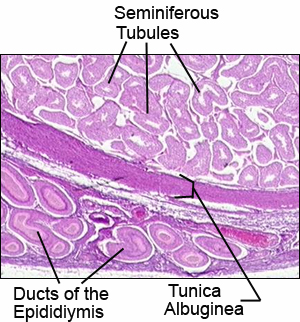 Seminiferous
Tubules
Ducts of the
Epididiymis
Tunica
Albuginea